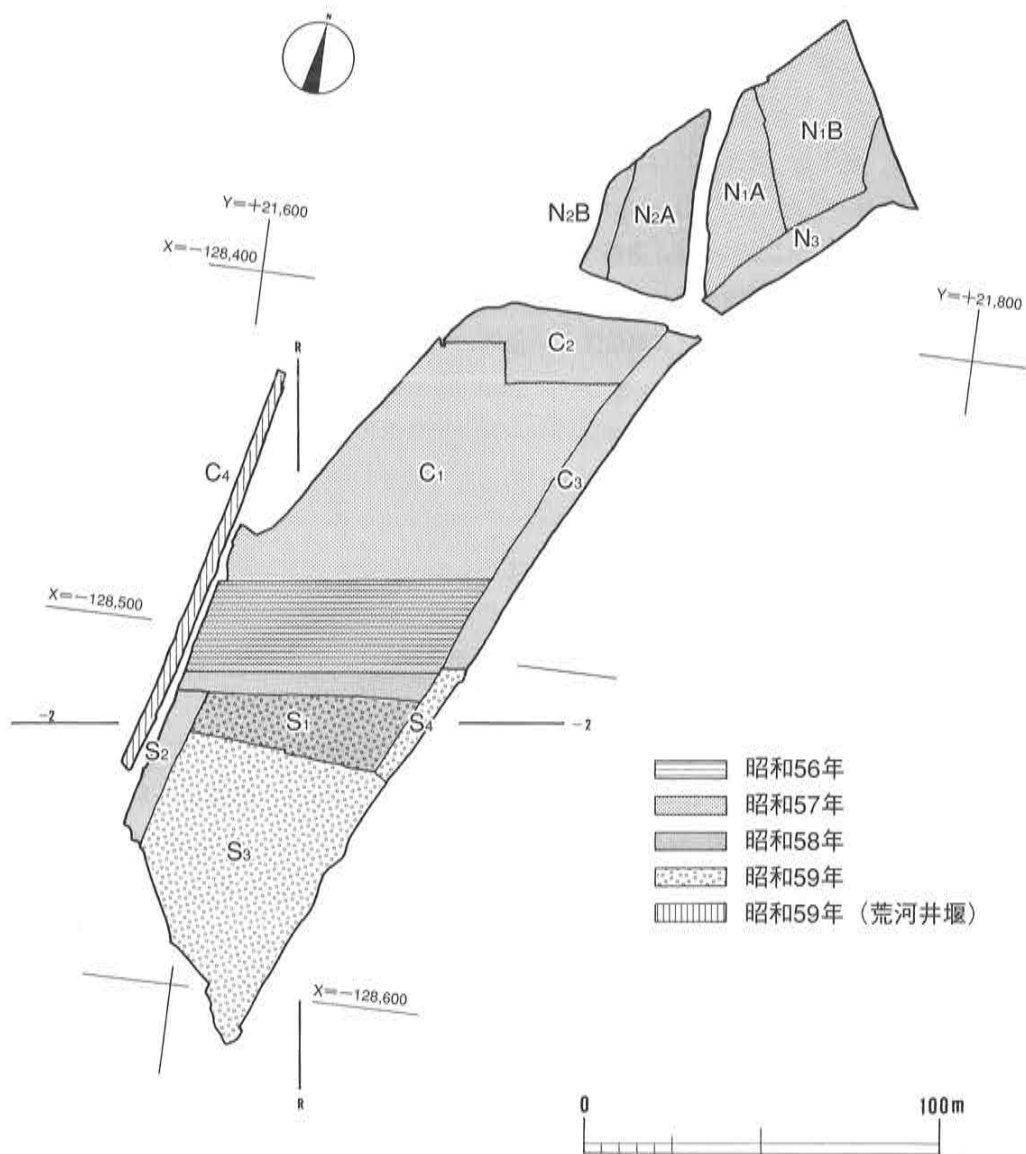 N
N₁B
N₁A
N₂B
N₂A
N₃
Y=+21,600
X=−128,400
Y=+21,800
R
C₂
C₄
C₁
C₃
X=−128,500
-2
S₁
S₄
-2
S₂
S₃
昭和56年
昭和57年
昭和58年
昭和59年
昭和59年（荒河井堰）
X=−128,600
R
0
100m